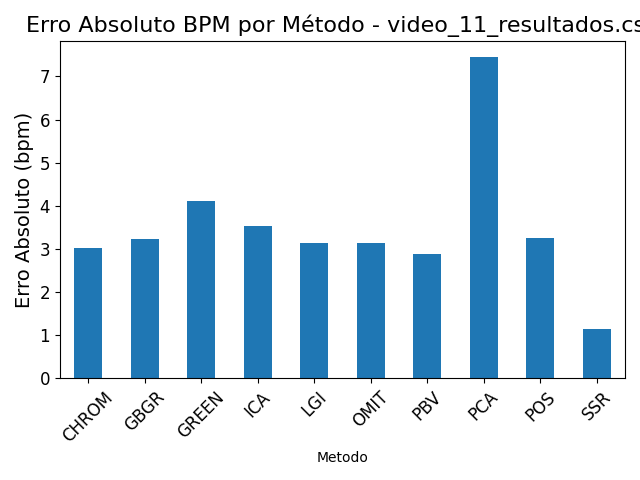 Erro Absoluto BPM por Método - video_11_resultados.cs
Erro Absoluto (bpm)
7
6
5
4
3
2
1
0
CHROM GBGR GREEN ICA LGI OMIT PBV PCA POS SSR
Metodo